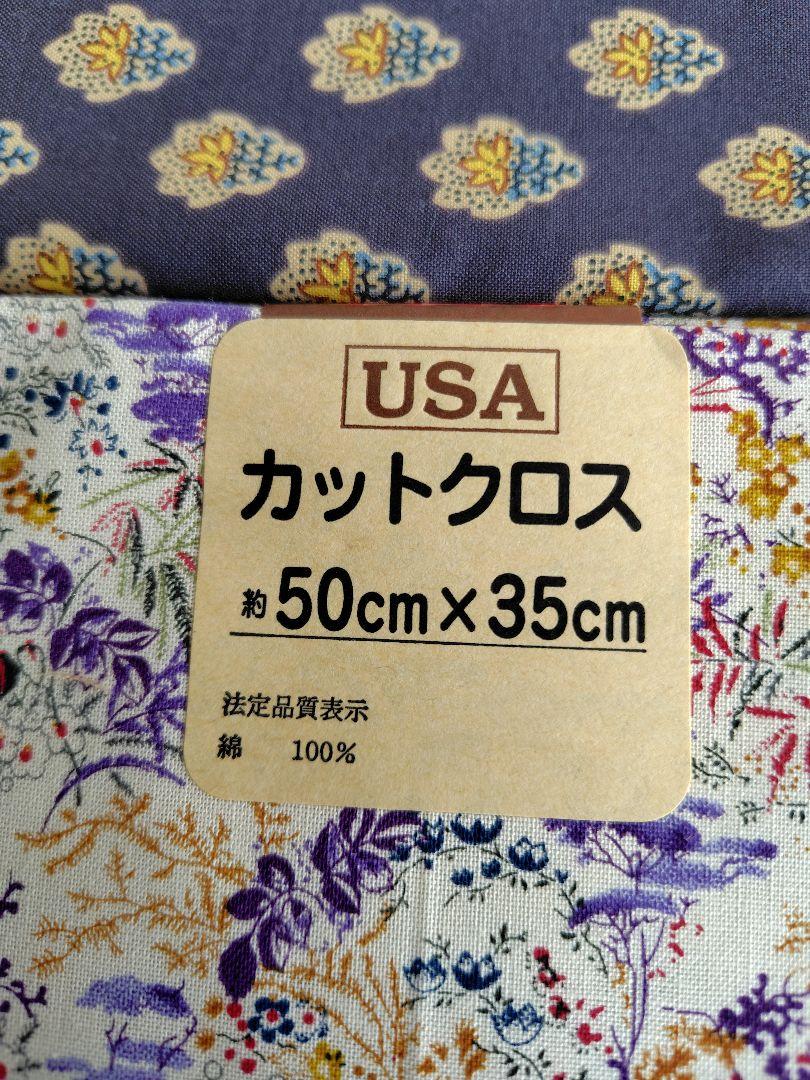 USA
カットクロス
約50cm×35cm
法定品質表示
綿 100%